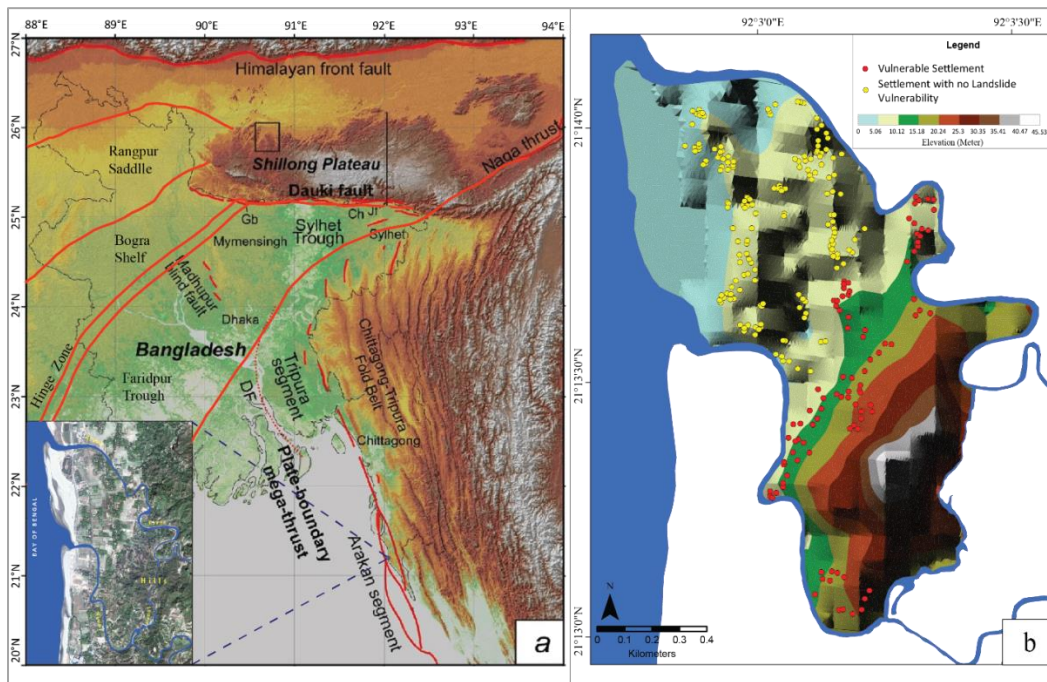 88°E 89°E 90°E 91°E 92°E 93°E 94°E
27°N
26°N
25°N
24°N
23°N
22°N
21°N
20°N
Himalayan front fault
Rangpur
Saddlle
Shillong Plateau
Naga thrust
Dauki fault
Gb
Ch Jt
Sylhet
Trough
Sylhet
Mymensingh
Bogra
Shelf
Madhupur
blind fault
Dhaka
Bangladesh
Hinge Zone
Faridpur
Trough
Tripura
segment
Chittagong-Tripura
Fold Belt
DF
Chittagong
Plate-boundary
mega-thrust
Arakan segment
BAY OF BENGAL
Hills
a
92°3'0"E 92°3'30"E
21°14'0"N
21°13'30"N
21°13'0"N
Legend
Vulnerable Settlement
Settlement with no Landslide
Vulnerability
0 5.06 10.12 15.18 20.24 25.3 30.35 35.41 40.47 45.53
Elevation (Meter)
N
0 0.1 0.2 0.3 0.4
Kilometers
b